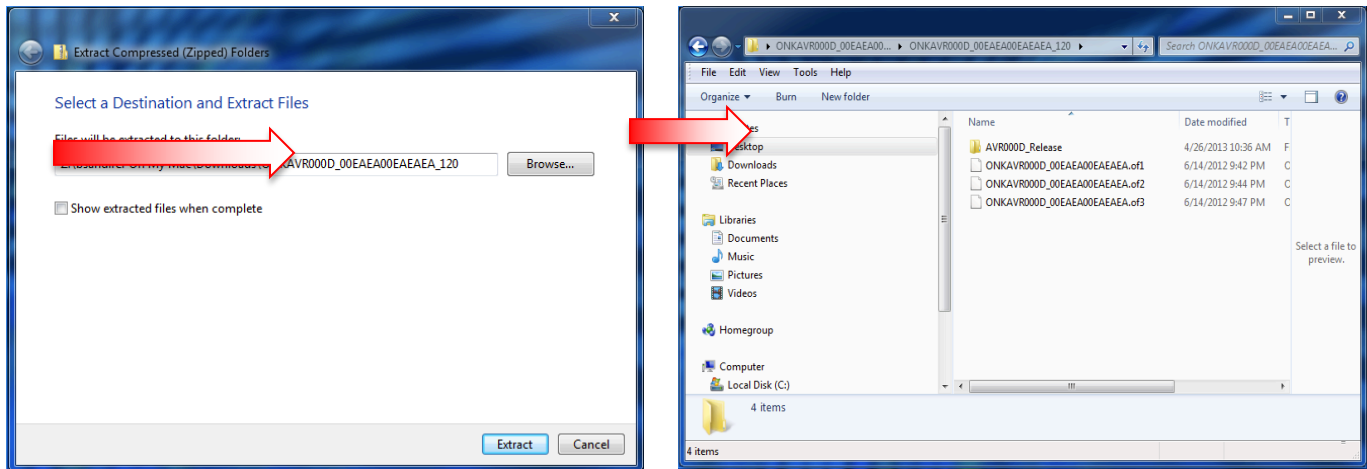 Extract Compressed (Zipped) Folders
Select a Destination and Extract Files
Files will be extracted to this folder:
AVR000D_00EAEA00EAEAEA_120
Browse...
Show extracted files when complete
Extract Cancel
ONKAVR000D_00EAEA00... ONKAVR000D_00EAEA00EAEAEA_120
Search ONKAVR000D_00EAEA00EAEA...
File Edit View Tools Help
Organize Burn New folder
Desktop
Downloads
Recent Places
Libraries
Documents
Music
Pictures
Videos
Homegroup
Computer
Local Disk (C:)
Name Date modified T
AVR000D_Release 4/26/2013 10:36 AM F
ONKAVR000D_00EAEA00EAEAEA.of1 6/14/2012 9:42 PM C
ONKAVR000D_00EAEA00EAEAEA.of2 6/14/2012 9:44 PM C
ONKAVR000D_00EAEA00EAEAEA.of3 6/14/2012 9:47 PM C
Select a file to
preview.
4 items
4 items